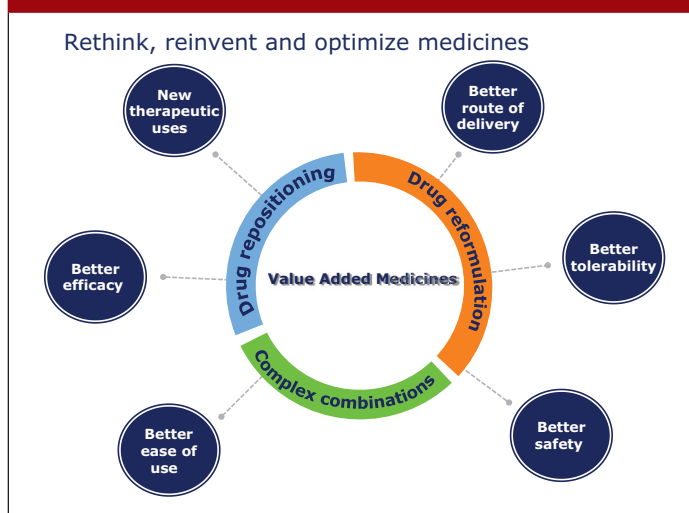 Rethink, reinvent and optimize medicines
New
therapeutic
uses
Better
route of
delivery
Drug repositioning
Drug reformulation
Better
efficacy
Value Added Medicines
Better
tolerability
Complex combinations
Better
ease of
use
Better
safety